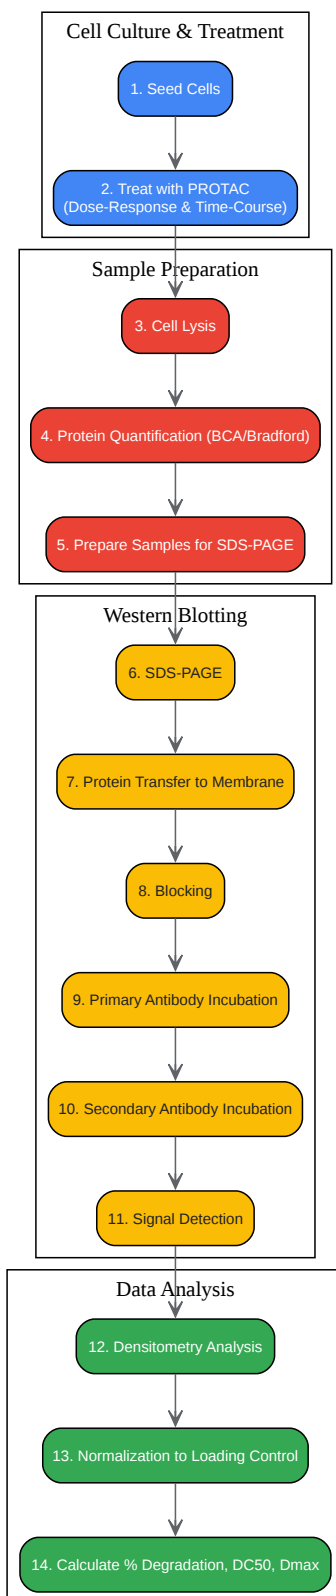 Cell Culture & Treatment
1. Seed Cells
2. Treat with PROTAC
(Dose-Response & Time-Course)
Sample Preparation
3. Cell Lysis
4. Protein Quantification (BCA/Bradford)
5. Prepare Samples for SDS-PAGE
Western Blotting
6. SDS-PAGE
7. Protein Transfer to Membrane
8. Blocking
9. Primary Antibody Incubation
10. Secondary Antibody Incubation
11. Signal Detection
Data Analysis
12. Densitometry Analysis
13. Normalization to Loading Control
14. Calculate % Degradation, DC50, Dmax